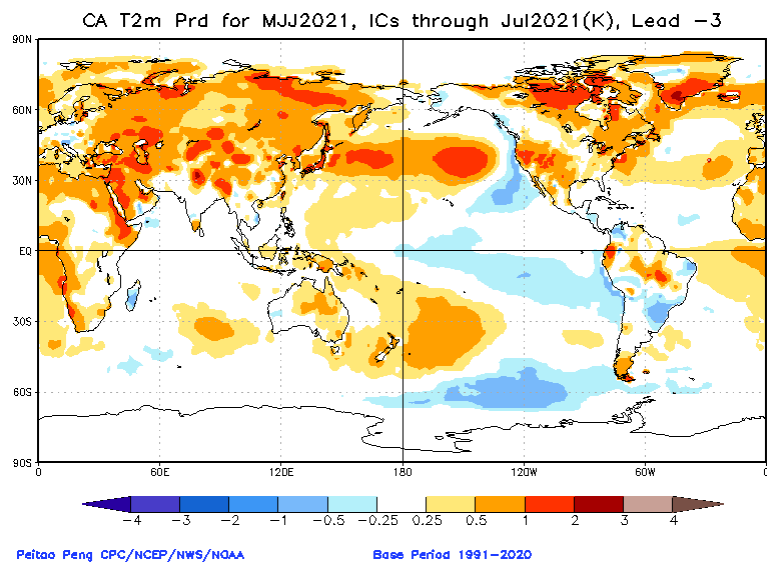 CA T2m Prd for MJJ2021, ICs through Jul2021(K), Lead −3
90N
60N
30N
EQ
30S
60S
90S
0 60E 120E 180 120W 60W 0
−4 −3 −2 −1 −0.5 −0.25 0.25 0.5 1 2 3 4
Peitao Peng CPC/NCEP/NWS/NOAA Base Period 1991−2020